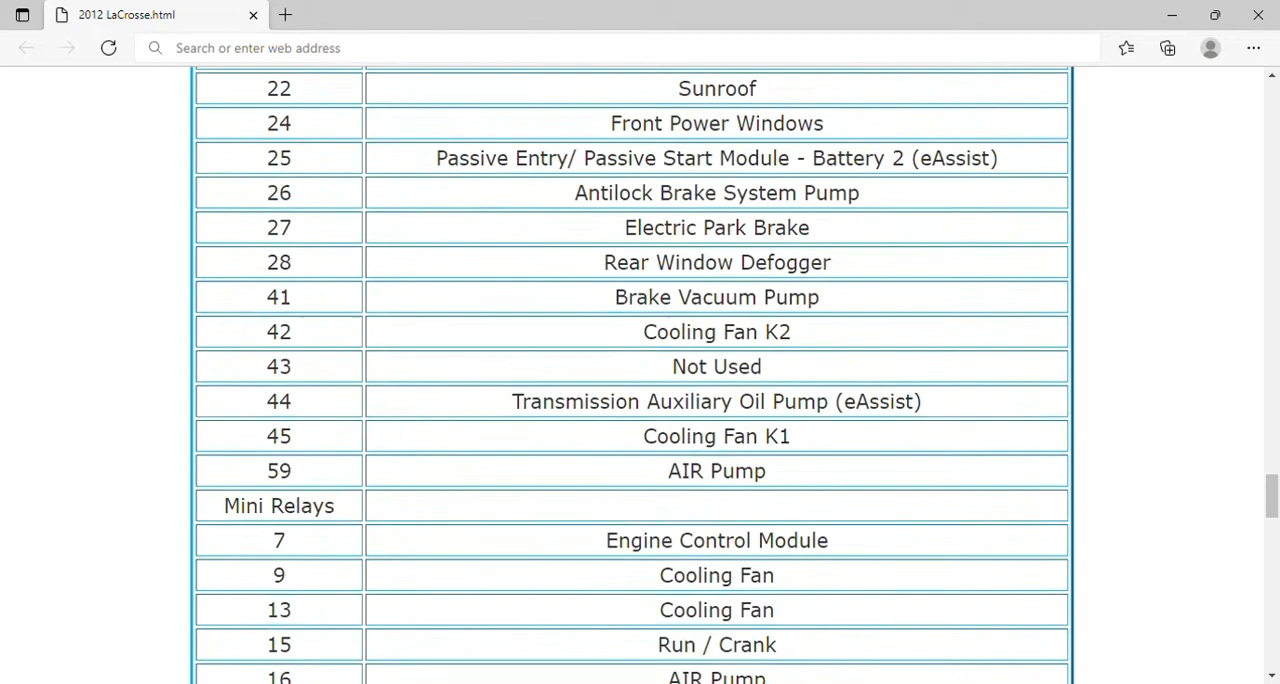 2012 LaCrosse.html
Search or enter web address
22 Sunroof
24 Front Power Windows
25 Passive Entry/ Passive Start Module - Battery 2 (eAssist)
26 Antilock Brake System Pump
27 Electric Park Brake
28 Rear Window Defogger
41 Brake Vacuum Pump
42 Cooling Fan K2
43 Not Used
44 Transmission Auxiliary Oil Pump (eAssist)
45 Cooling Fan K1
59 AIR Pump
Mini Relays
7 Engine Control Module
9 Cooling Fan
13 Cooling Fan
15 Run / Crank
16 AIR Pump